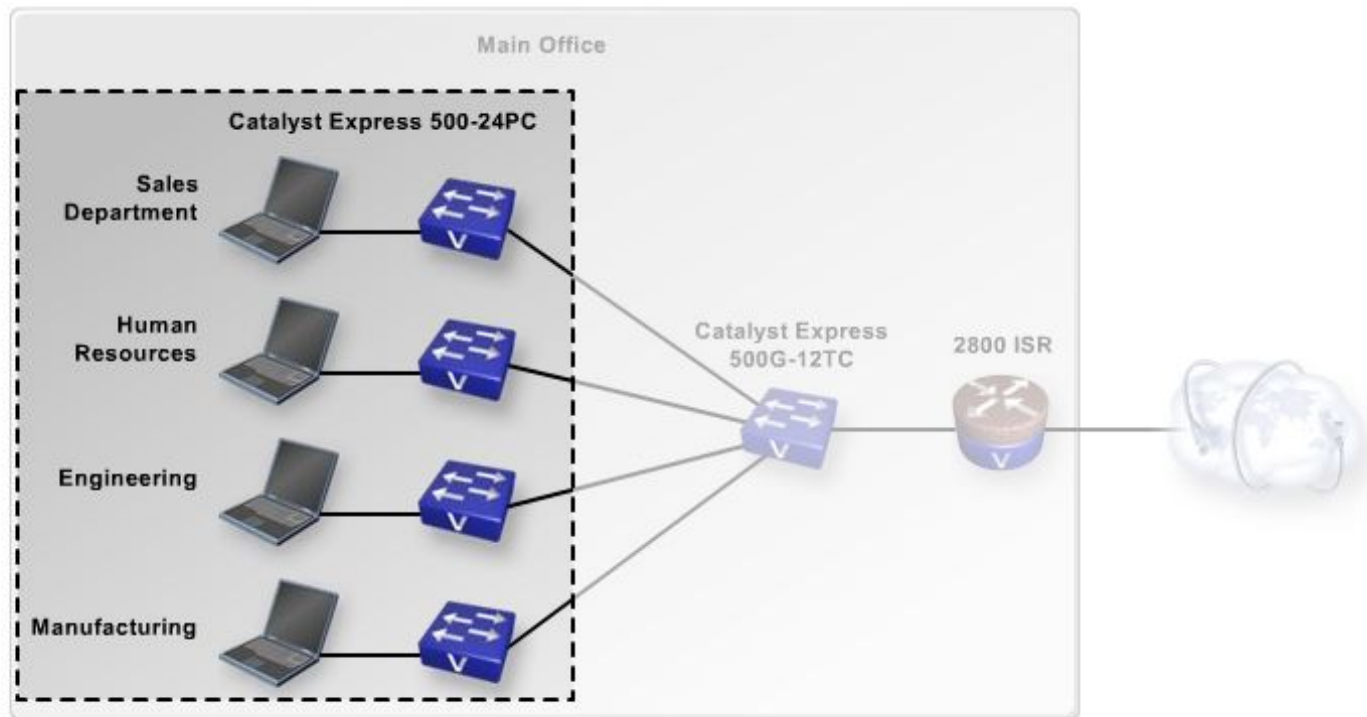 Main Office
Catalyst Express 500-24PC
Sales
Department
V
Human
Resources
V
Catalyst Express
500G-12TC
V
2800 ISR
V
Engineering
V
Manufacturing
V